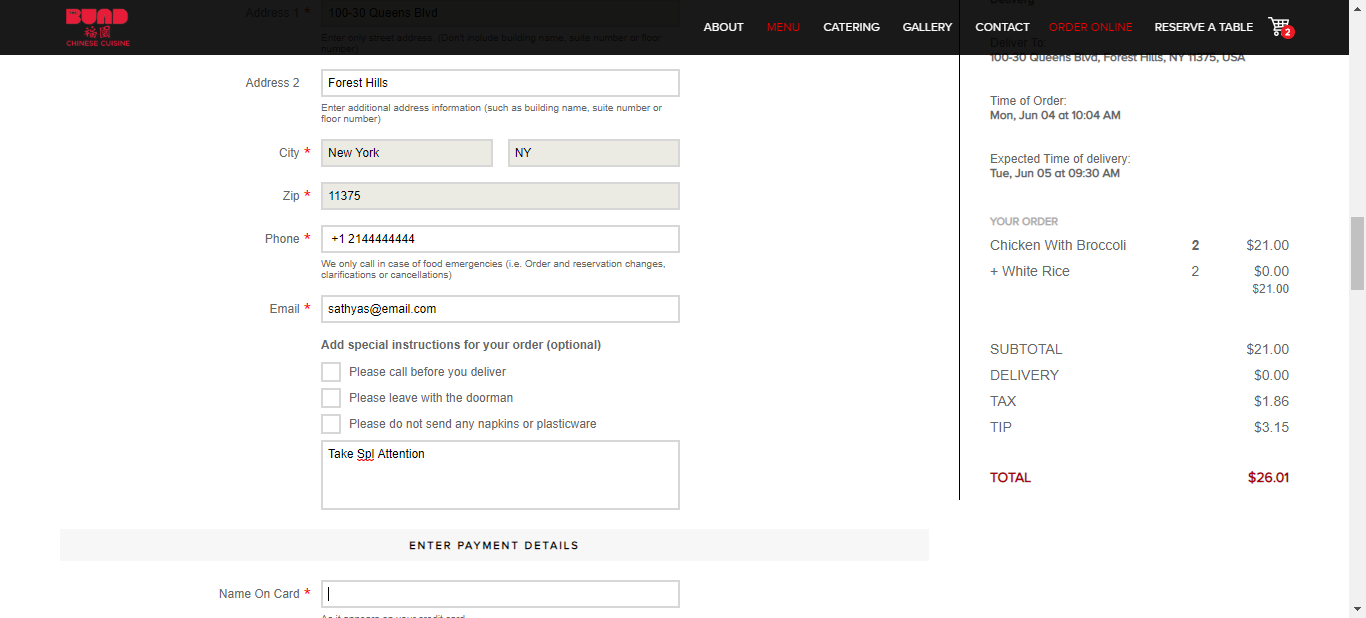 BUND
裕園
CHINESE CUISINE
ABOUT MENU CATERING GALLERY CONTACT ORDER ONLINE RESERVE A TABLE 2
Address 1 * 100-30 Queens Blvd
Enter only street address, (Don't include building name, suite number or floor
number)
Address 2 Forest Hills
Enter additional address information (such as building name, suite number or
floor number)
City * New York NY
Zip * 11375
Phone * +1 2144444444
We only call in case of food emergencies (i.e. Order and reservation changes,
clarifications or cancellations)
Email * sathyas@email.com
Add special instructions for your order (optional)
Please call before you deliver
Please leave with the doorman
Please do not send any napkins or plasticware
Take Spl Attention
ENTER PAYMENT DETAILS
Name On Card *
As it appears on your credit card
Delivery
Deliver To:
100-30 Queens Blvd, Forest Hills, NY 11375, USA
Time of Order:
Mon, Jun 04 at 10:04 AM
Expected Time of delivery:
Tue, Jun 05 at 09:30 AM
YOUR ORDER
Chicken With Broccoli 2 $21.00
+ White Rice 2 $0.00
$21.00
SUBTOTAL $21.00
DELIVERY $0.00
TAX $1.86
TIP $3.15
TOTAL $26.01